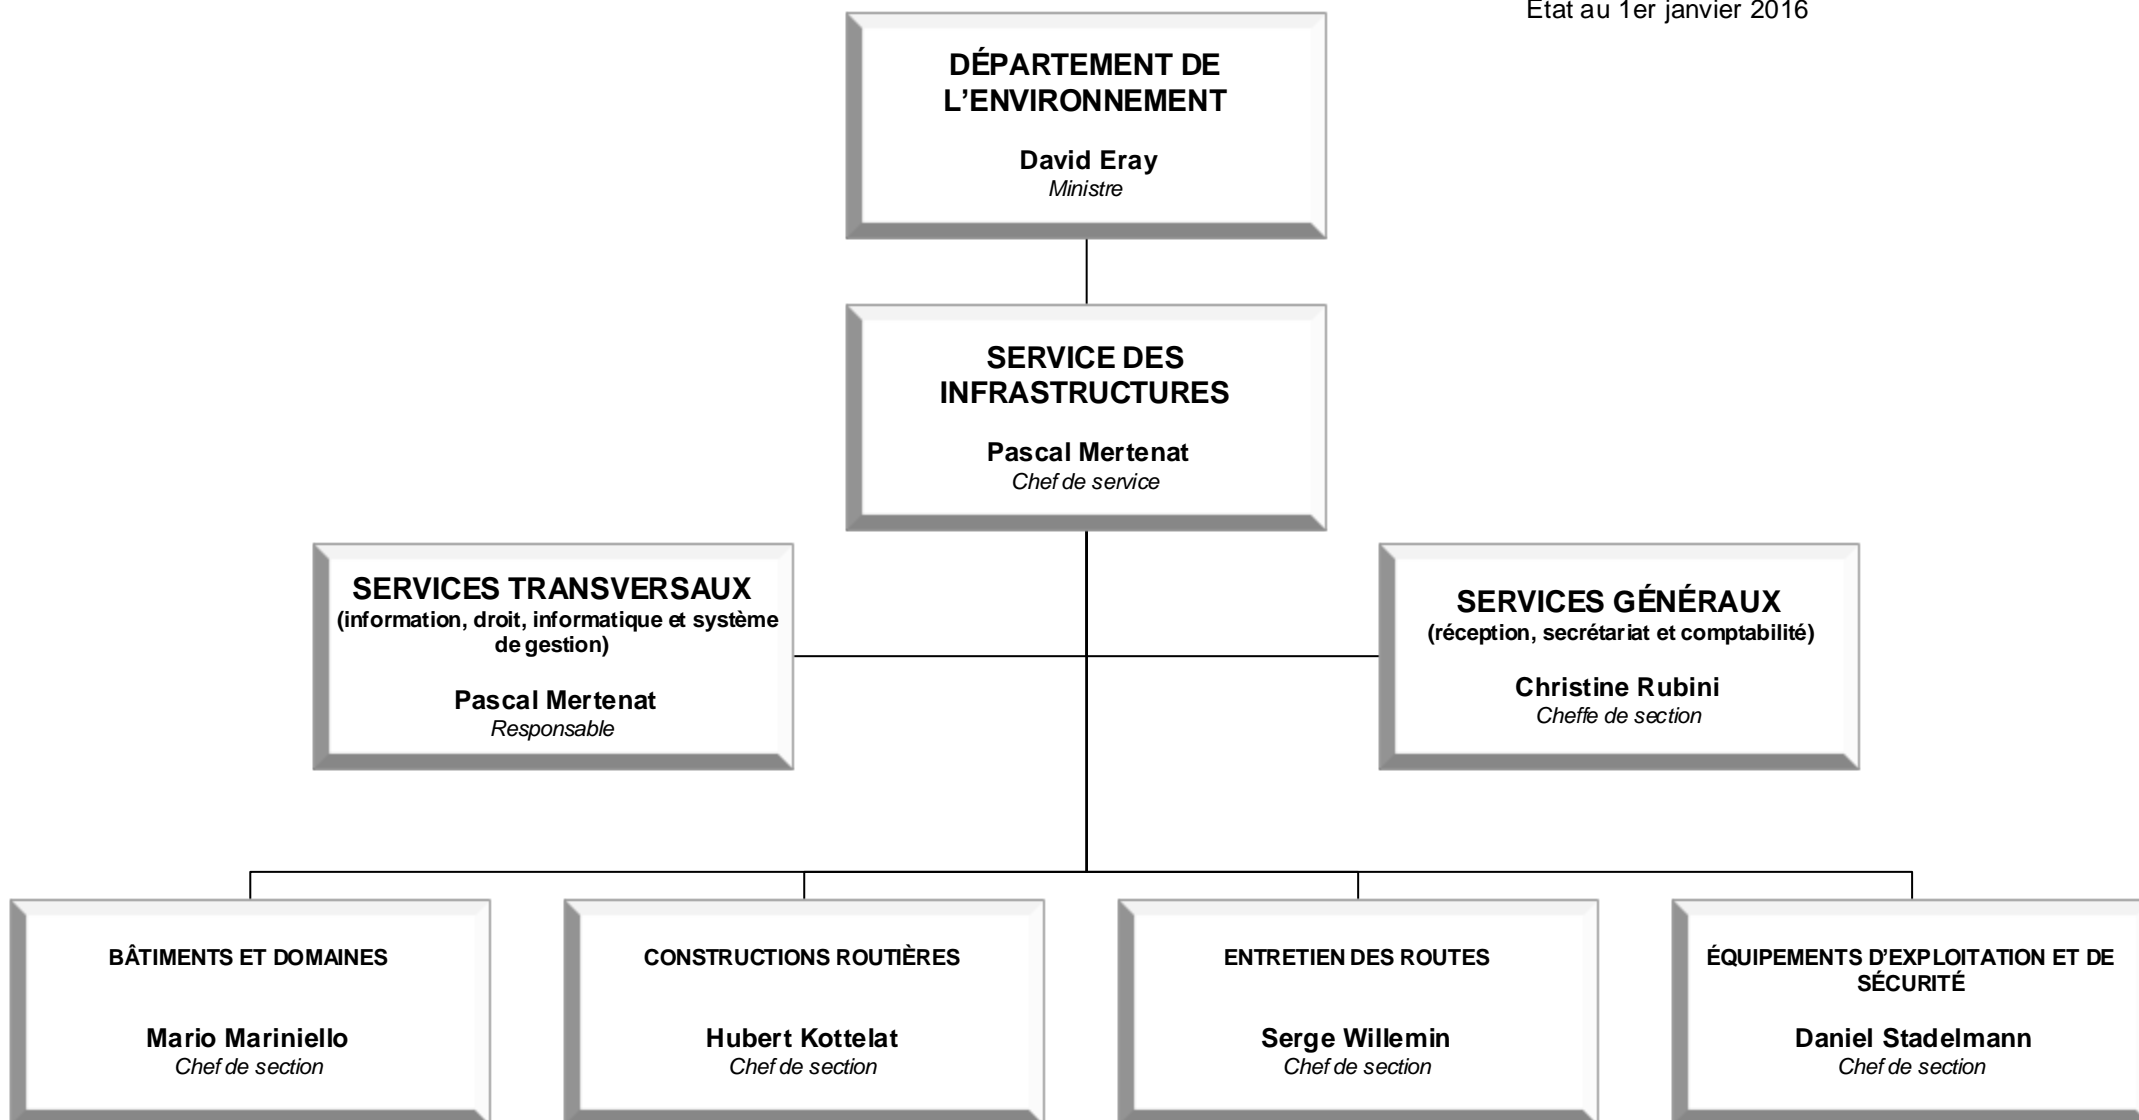 Etat au 1er janvier 2016
DÉPARTEMENT DE
L'ENVIRONNEMENT
David Eray
Ministre
SERVICE DES
INFRASTRUCTURES
Pascal Mertenat
Chef de service
SERVICES TRANSVERSAUX
(information, droit, informatique et système
de gestion)
Pascal Mertenat
Responsable
SERVICES GÉNÉRAUX
(réception, secrétariat et comptabilité)
Christine Rubini
Cheffe de section
BÂTIMENTS ET DOMAINES
Mario Mariniello
Chef de section
CONSTRUCTIONS ROUTIÈRES
Hubert Kottelat
Chef de section
ENTRETIEN DES ROUTES
Serge Willemin
Chef de section
ÉQUIPEMENTS D'EXPLOITATION ET DE
SÉCURITÉ
Daniel Stadelmann
Chef de section